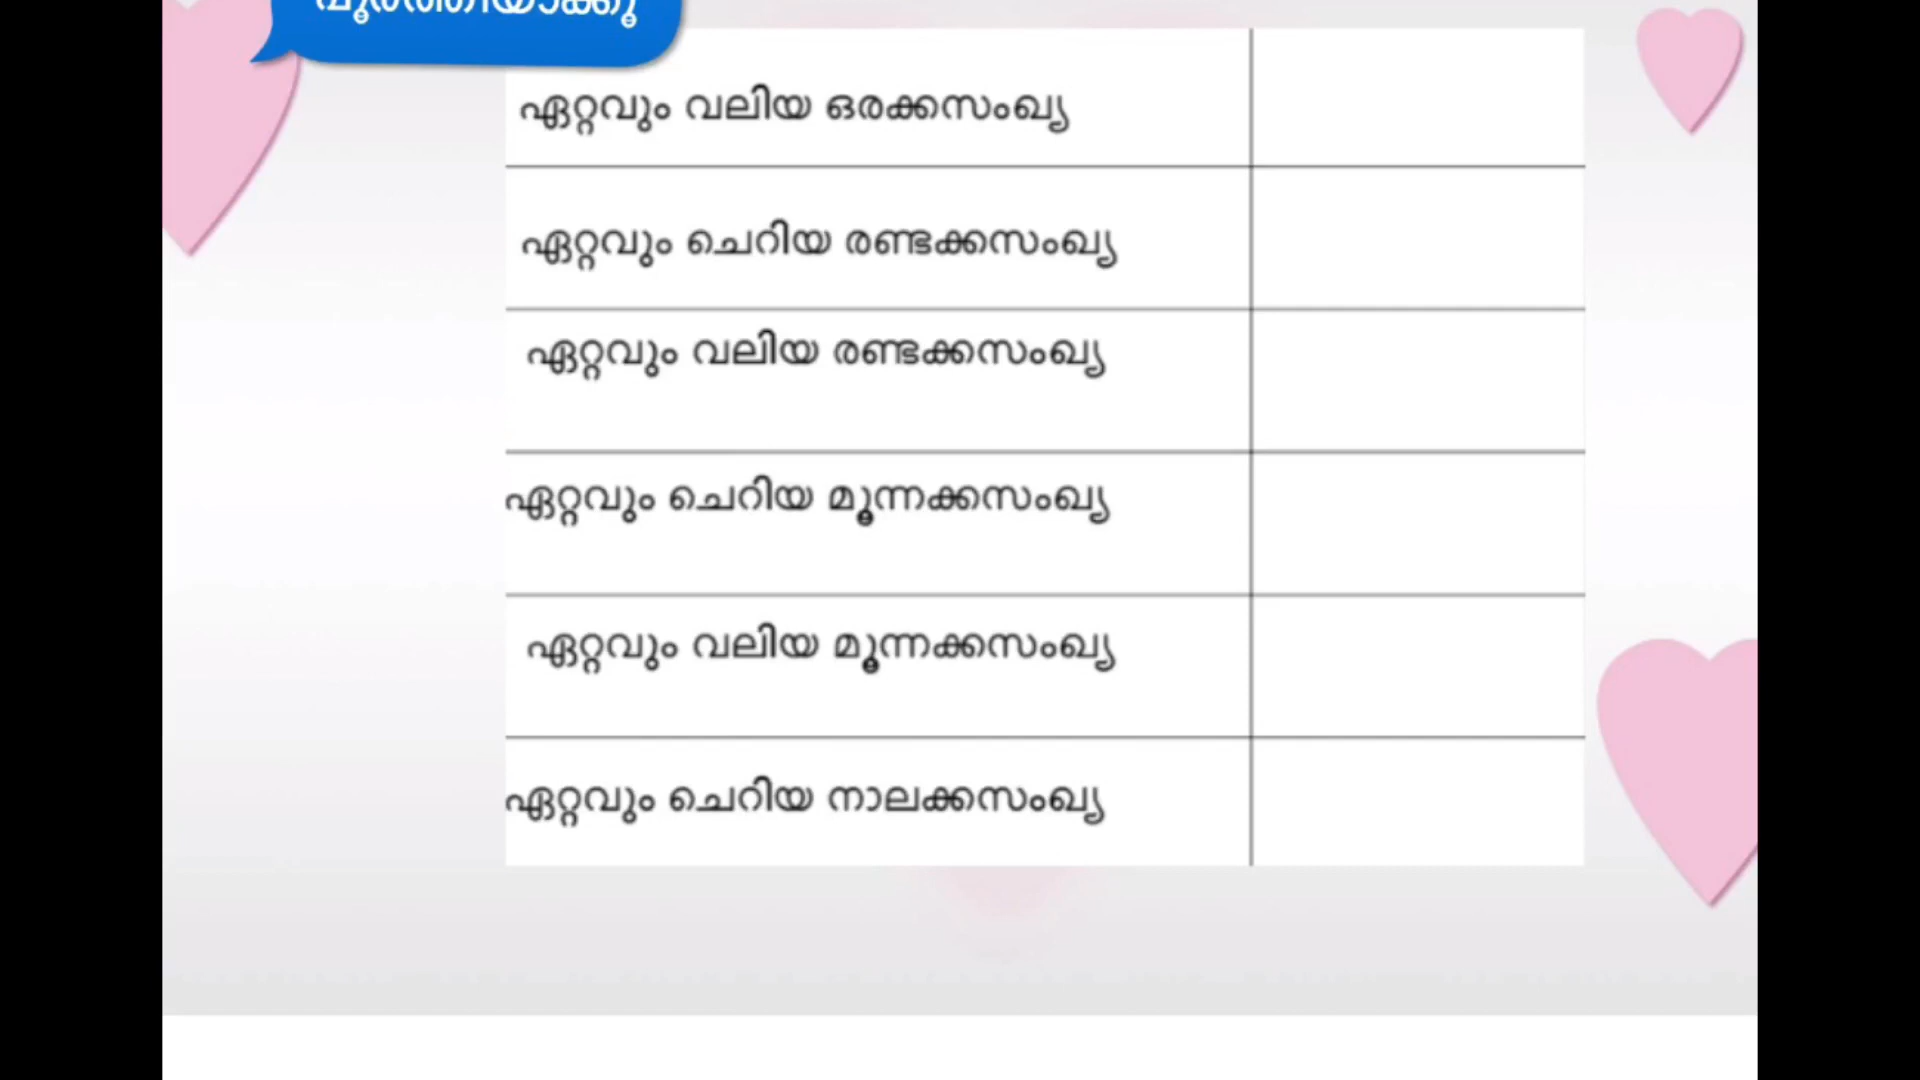 പൂർത്തിയാക്കൂ
ഏറ്റവും വലിയ ഒരക്കസംഖ്യ
ഏറ്റവും ചെറിയ രണ്ടക്കസംഖ്യ
ഏറ്റവും വലിയ രണ്ടക്കസംഖ്യ
ഏറ്റവും ചെറിയ മൂന്നക്കസംഖ്യ
ഏറ്റവും വലിയ മൂന്നക്കസംഖ്യ
ഏറ്റവും ചെറിയ നാലക്കസംഖ്യ